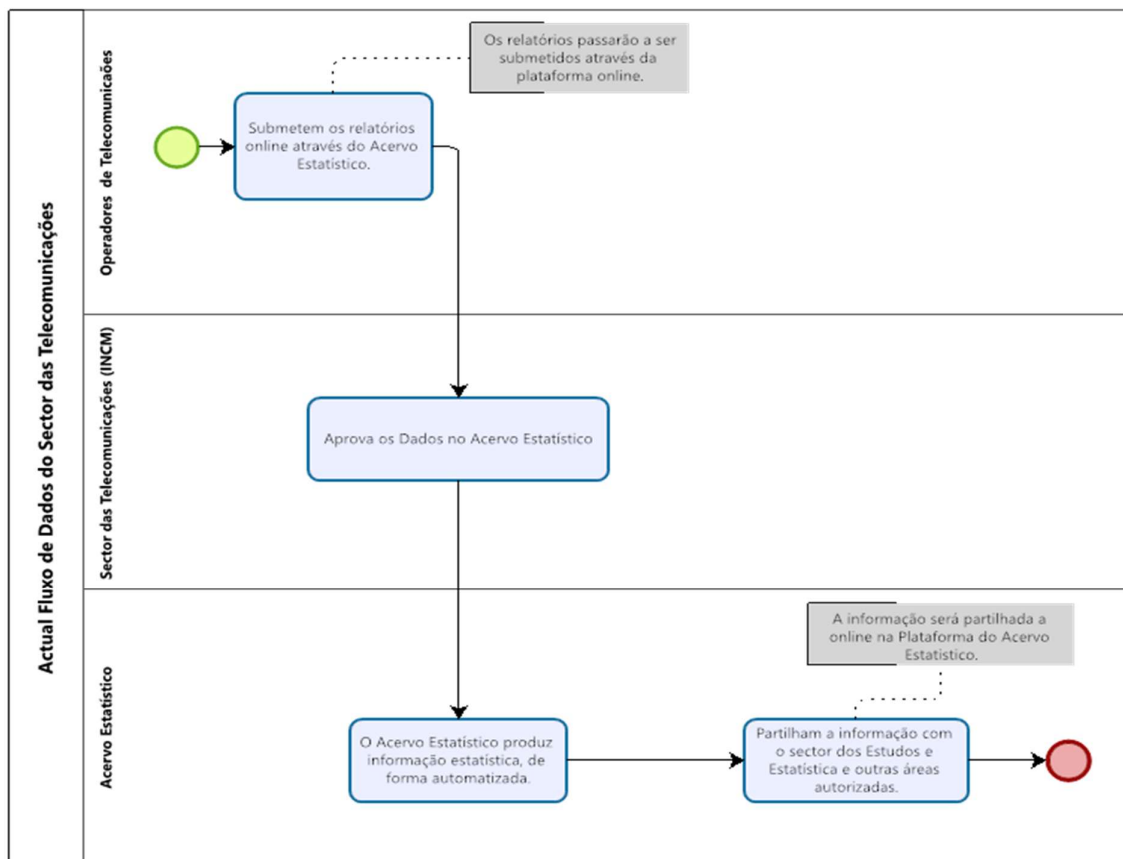 Actual Fluxo de Dados do Sector das Telecomunicações
Operadores de Telecomunicaões
Os relatórios passarão a ser
submetidos através da
plataforma online.
Submetem os relatórios
online através do Acervo
Estatístico.
Sector das Telecomunicações (INCM)
Aprova os Dados no Acervo Estatístico
Acervo Estatístico
A informação será partilhada a
online na Plataforma do Acervo
Estatistico.
O Acervo Estatístico produz
informação estatística, de
forma automatizada.
Partilham a informação com
o sector dos Estudos e
Estatística e outras áreas
autorizadas.